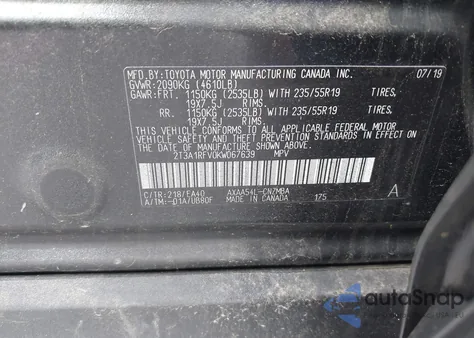 MFD.BY: TOYOTA MOTOR MANUFACTURING CANADA INC. 07/19
GVWR:2090KG (4610LB)
GAWR:FRT. 1150KG (2535LB) WITH 235/55R19 TIRES,
19X7.5J RIMS.
RR. 1150KG (2535LB) WITH 235/55R19 TIRES,
19X7.5J RIMS.
THIS VEHICLE CONFORMS TO ALL APPLICABLE FEDERAL MOTOR
VEHICLE SAFETY AND THEFT PREVENTION STANDARDS IN EFFECT
ON THE DATE OF MANUFACTURE SHOWN ABOVE.
2T3A1RFV0KW067639 MPV
C/TR:218/FA40 AXAA54L-CNZMBA A
A/TM:-01A/UB80F MADE IN CANADA 175
autoSnap